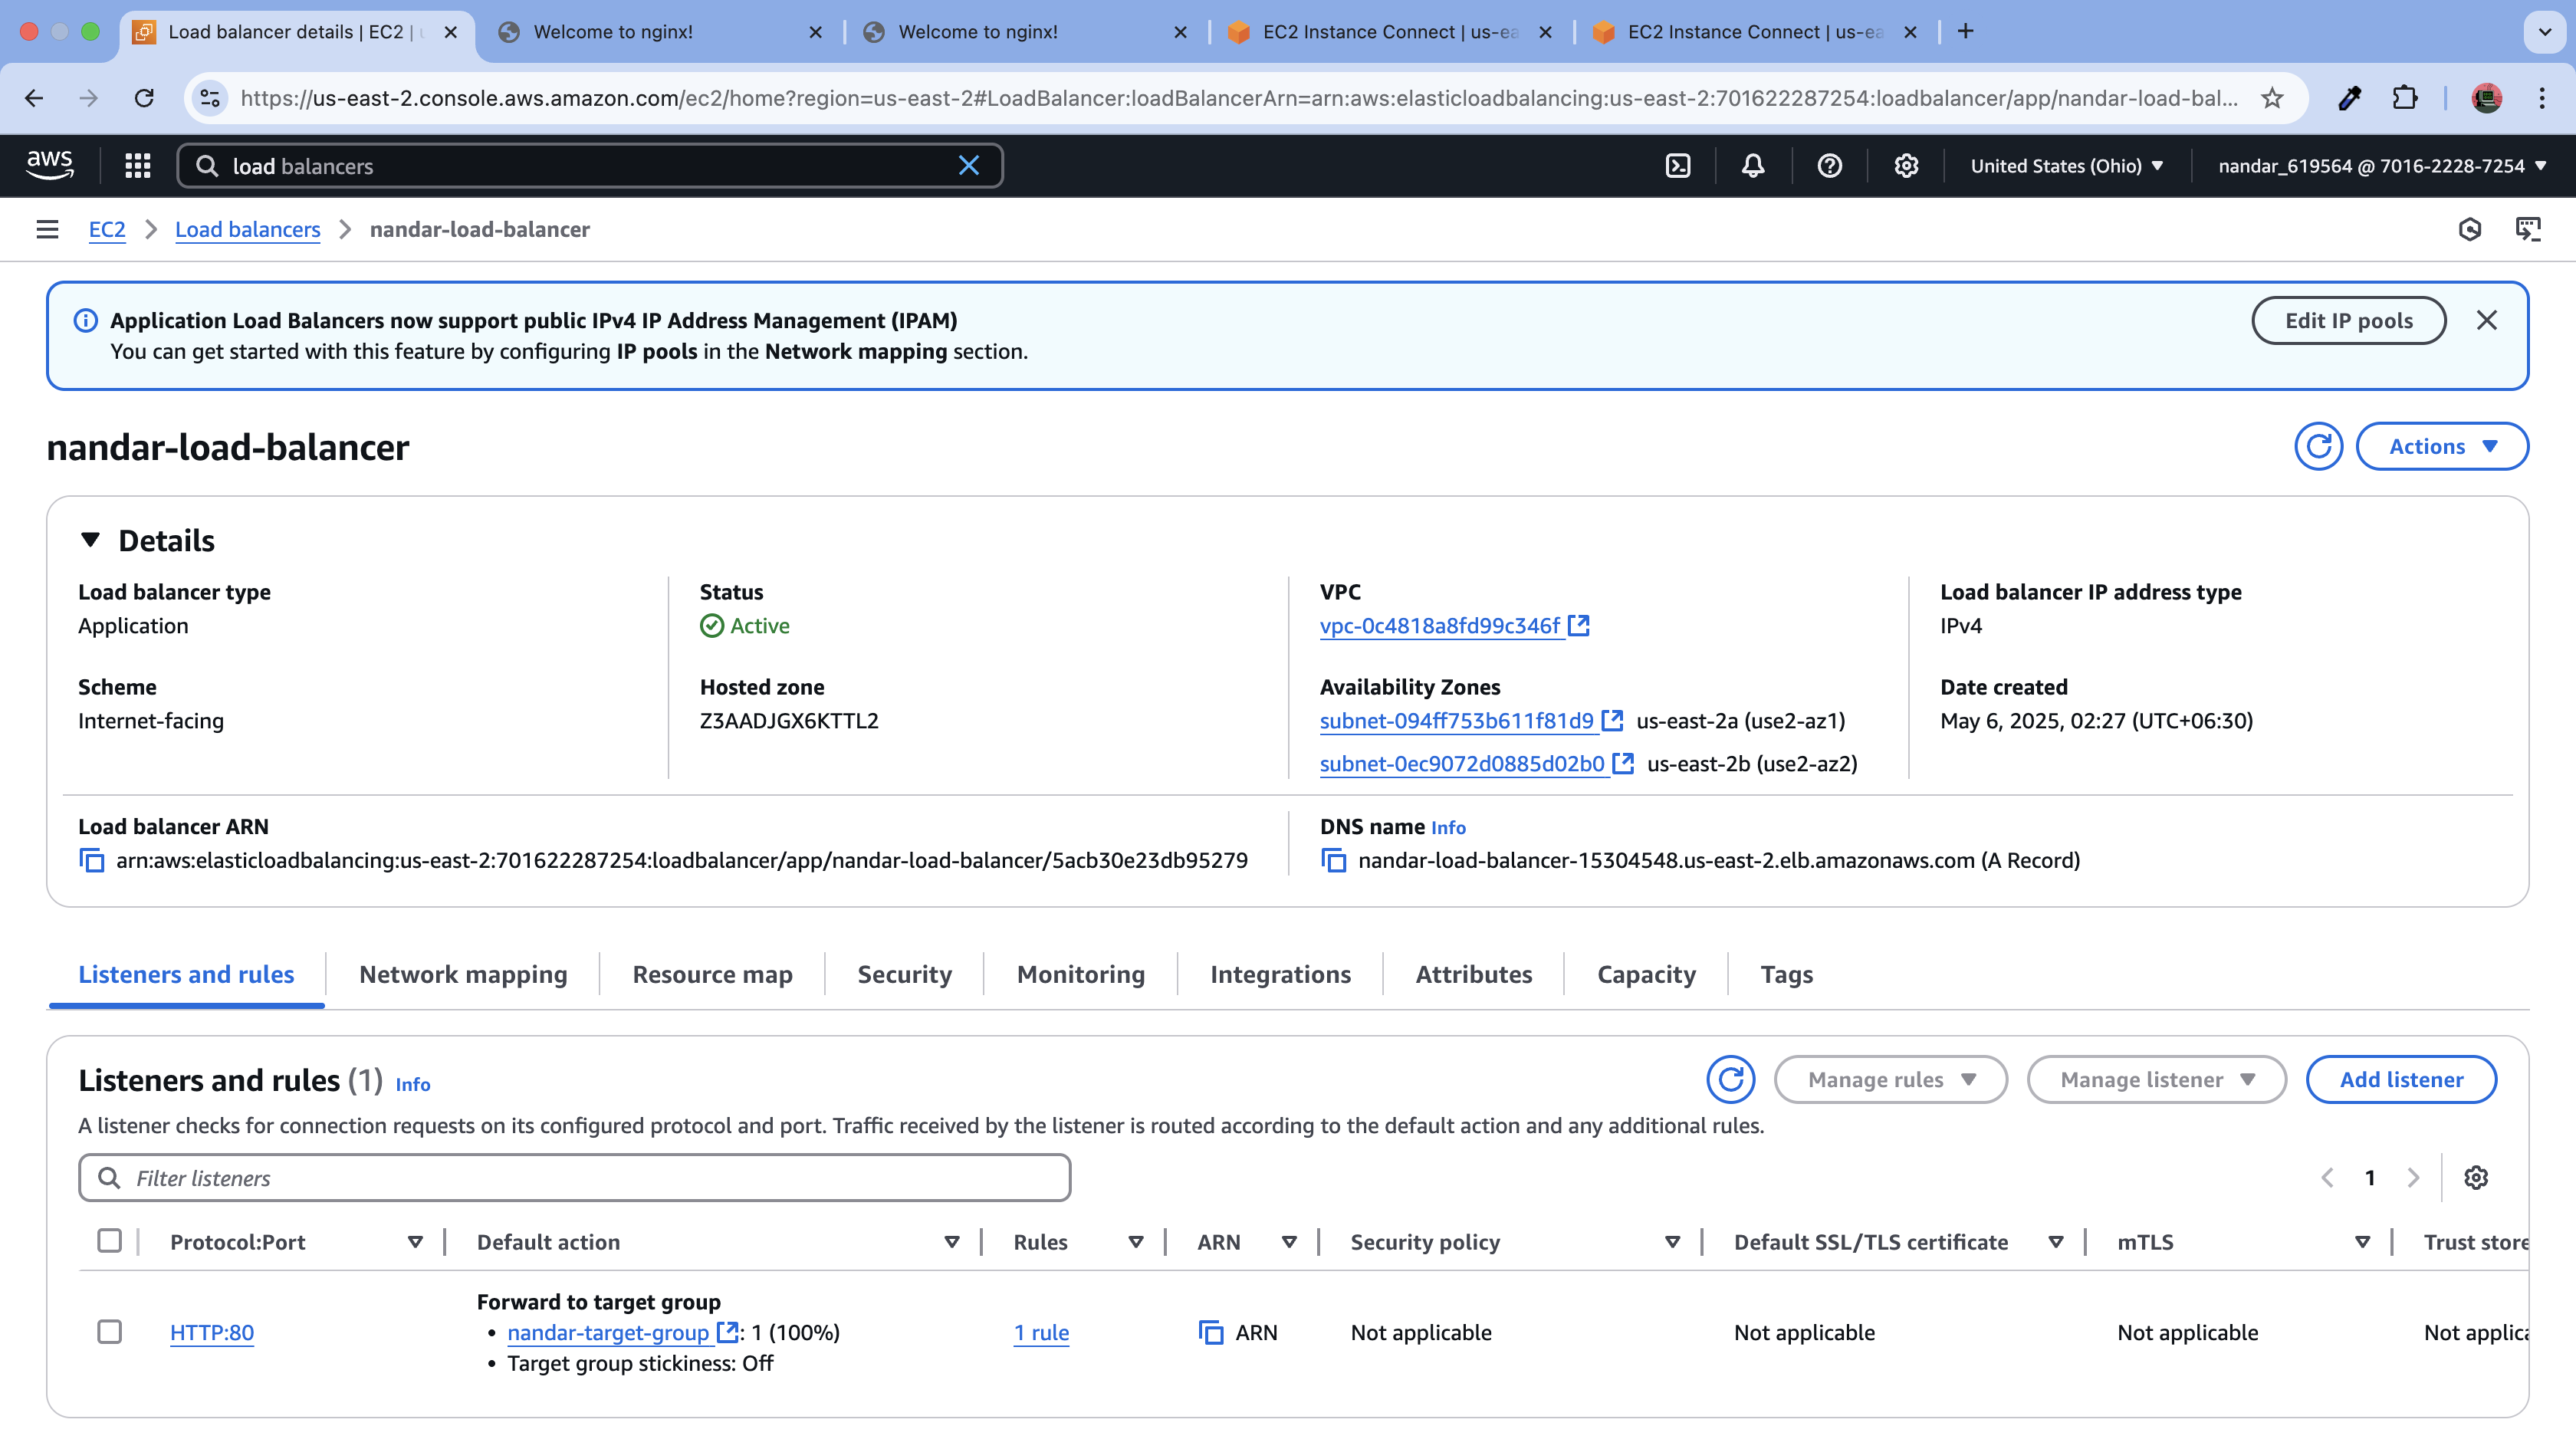 Load balancer details | EC2 |
Welcome to nginx!
Welcome to nginx!
EC2 Instance Connect | us-ea
EC2 Instance Connect | us-ea
https://us-east-2.console.aws.amazon.com/ec2/home?region=us-east-2#LoadBalancer:loadBalancerArn=arn:aws:elasticloadbalancing:us-east-2:701622287254:loadbalancer/app/nandar-load-bal...
aws
load balancers
United States (Ohio)
nandar_619564 @ 7016-2228-7254
EC2 > Load balancers > nandar-load-balancer
Application Load Balancers now support public IPv4 IP Address Management (IPAM)
You can get started with this feature by configuring IP pools in the Network mapping section.
Edit IP pools
nandar-load-balancer
Actions
Details
Load balancer type
Application
Status
Active
VPC
vpc-0c4818a8fd99c346f
Load balancer IP address type
IPv4
Scheme
Internet-facing
Hosted zone
Z3AADJGX6KTTL2
Availability Zones
subnet-094ff753b611f81d9 us-east-2a (use2-az1)
subnet-0ec9072d0885d02b0 us-east-2b (use2-az2)
Date created
May 6, 2025, 02:27 (UTC+06:30)
Load balancer ARN
arn:aws:elasticloadbalancing:us-east-2:701622287254:loadbalancer/app/nandar-load-balancer/5acb30e23db95279
DNS name Info
nandar-load-balancer-15304548.us-east-2.elb.amazonaws.com (A Record)
Listeners and rules
Network mapping
Resource map
Security
Monitoring
Integrations
Attributes
Capacity
Tags
Listeners and rules (1) Info
Manage rules
Manage listener
Add listener
A listener checks for connection requests on its configured protocol and port. Traffic received by the listener is routed according to the default action and any additional rules.
Filter listeners
1
Protocol:Port
Default action
Rules
ARN
Security policy
Default SSL/TLS certificate
mTLS
Trust store
HTTP:80
Forward to target group
• nandar-target-group : 1 (100%)
• Target group stickiness: Off
1 rule
ARN
Not applicable
Not applicable
Not applicable
Not applica